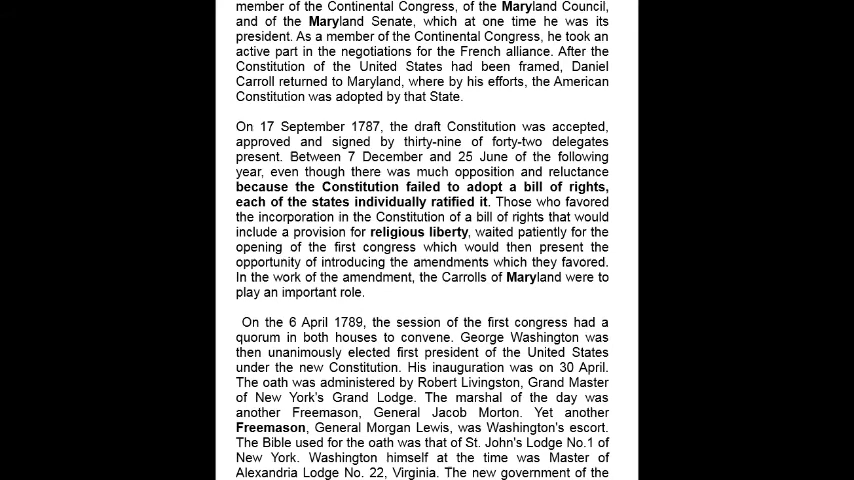 member of the Continental Congress, of the Maryland Council,
and of the Maryland Senate, which at one time he was its
president. As a member of the Continental Congress, he took an
active part in the negotiations for the French alliance. After the
Constitution of the United States had been framed, Daniel
Carroll returned to Maryland, where by his efforts, the American
Constitution was adopted by that State.
On 17 September 1787, the draft Constitution was accepted,
approved and signed by thirty-nine of forty-two delegates
present. Between 7 December and 25 June of the following
year, even though there was much opposition and reluctance
because the Constitution failed to adopt a bill of rights,
each of the states individually ratified it. Those who favored
the incorporation in the Constitution of a bill of rights that would
include a provision for religious liberty, waited patiently for the
opening of the first congress which would then present the
opportunity of introducing the amendments which they favored.
In the work of the amendment, the Carrolls of Maryland were to
play an important role.
On the 6 April 1789, the session of the first congress had a
quorum in both houses to convene. George Washington was
then unanimously elected first president of the United States
under the new Constitution. His inauguration was on 30 April.
The oath was administered by Robert Livingston, Grand Master
of New York's Grand Lodge. The marshal of the day was
another Freemason, General Jacob Morton. Yet another
Freemason, General Morgan Lewis, was Washington's escort.
The Bible used for the oath was that of St. John's Lodge No.1 of
New York. Washington himself at the time was Master of
Alexandria Lodge No. 22, Virginia. The new government of the